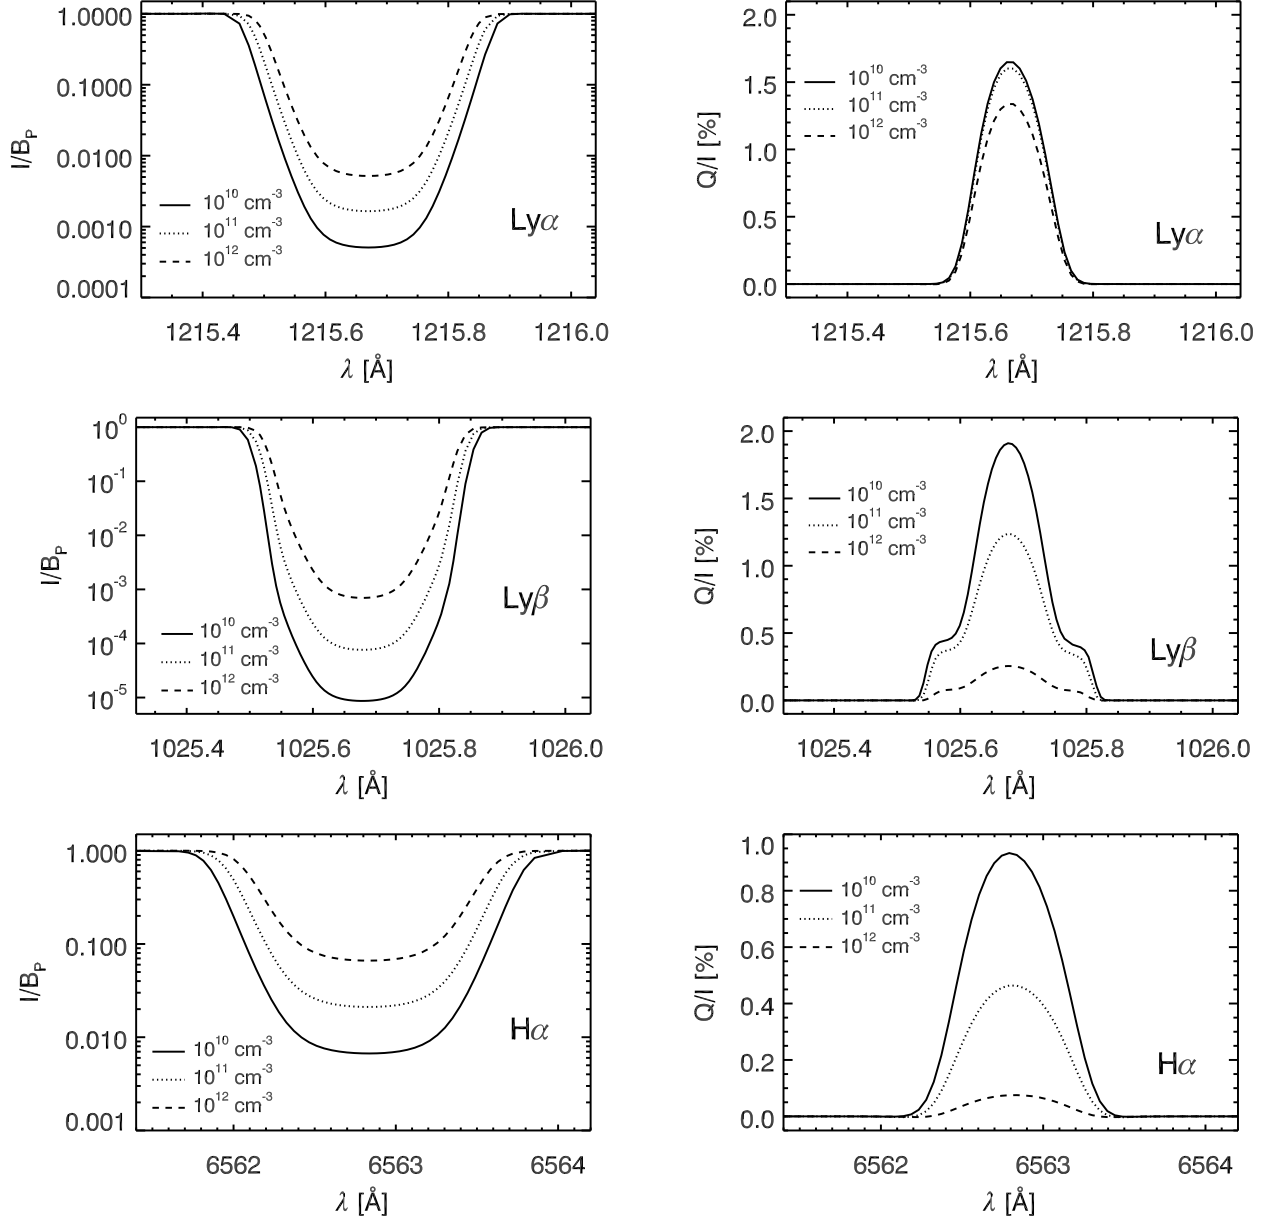 1.0000
0.1000
0.0100
0.0010
0.0001
I/B_P
10^10 cm^-3
10^11 cm^-3
10^12 cm^-3
Lyα
1215.4 1215.6 1215.8 1216.0
λ [Å]
2.0
1.5
1.0
0.5
0.0
Q/I [%]
10^10 cm^-3
10^11 cm^-3
10^12 cm^-3
Lyα
1215.4 1215.6 1215.8 1216.0
λ [Å]
10^0
10^-1
10^-2
10^-3
10^-4
10^-5
I/B_P
10^10 cm^-3
10^11 cm^-3
10^12 cm^-3
Lyβ
1025.4 1025.6 1025.8 1026.0
λ [Å]
2.0
1.5
1.0
0.5
0.0
Q/I [%]
10^10 cm^-3
10^11 cm^-3
10^12 cm^-3
Lyβ
1025.4 1025.6 1025.8 1026.0
λ [Å]
1.000
0.100
0.010
0.001
I/B_P
10^10 cm^-3
10^11 cm^-3
10^12 cm^-3
Hα
6562 6563 6564
λ [Å]
1.0
0.8
0.6
0.4
0.2
0.0
Q/I [%]
10^10 cm^-3
10^11 cm^-3
10^12 cm^-3
Hα
6562 6563 6564
λ [Å]